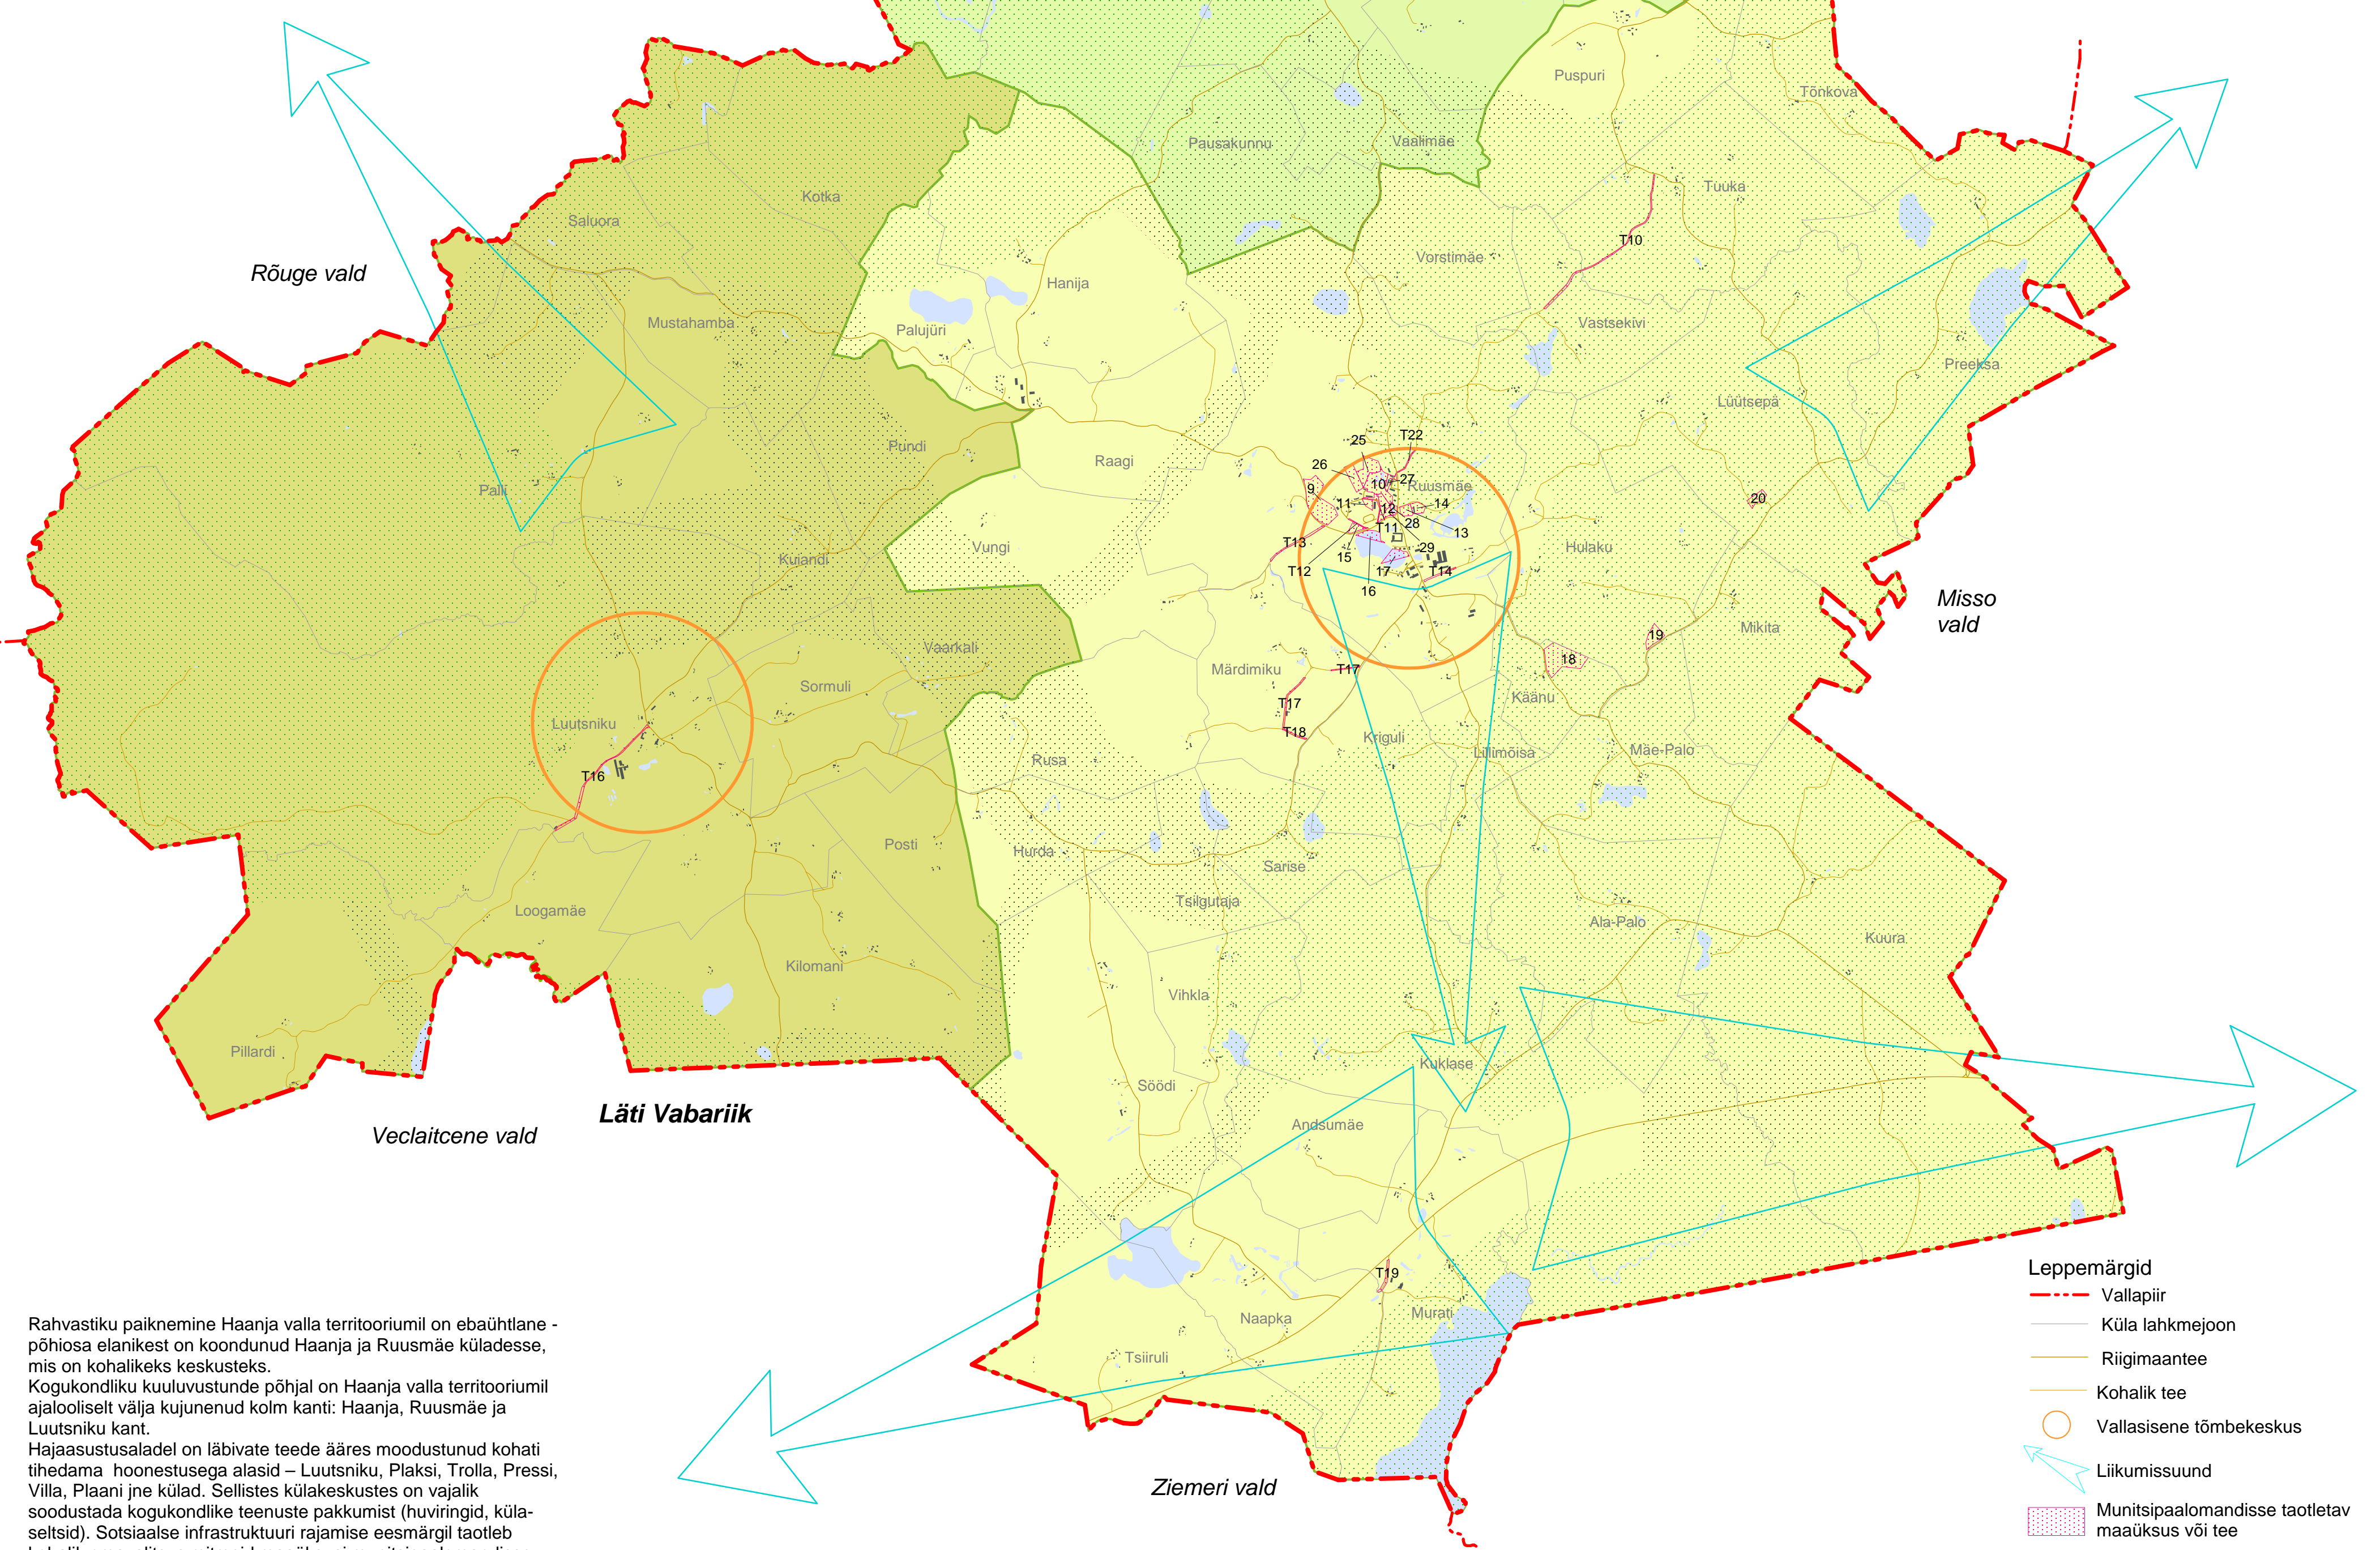 Puspuri
Tõnkova
Pausakunnu
Vaalimäe
Tuuka
Kotka
Saluora
T10
Vorstimäe
Rõuge vald
Hanija
Mustahamba
Palujüri
Vastsekivi
Preeksa
Lüütsepä
Pundi
Raagi
25
T22
26
27
9
10
Ruusmäe
Palli
20
11
12
14
T11
28
13
T13
Vungi
15
29
Hulaku
Kuiandi
T12
17
T14
16
Misso
vald
Mikita
19
Vaarkali
18
Märdimiku
T17
Sormuli
Käänu
T17
Luutsniku
T18
Kriguli
Lillimõisa
Mäe-Palo
Rusa
T16
Posti
Hurda
Sarise
Tsilgutaja
Loogamäe
Ala-Palo
Kuura
Kilomani
Vihkla
Pillardi
Kuklase
Söödi
Läti Vabariik
Andsumäe
Veclaitcene vald
T19
Naapka
Murati
Tsiiruli
Ziemeri vald
Rahvastiku paiknemine Haanja valla territooriumil on ebaühtlane -
põhiosa elanikest on koondunud Haanja ja Ruusmäe küladesse,
mis on kohalikeks keskusteks.
Kogukondliku kuuluvustunde põhjal on Haanja valla territooriumil
ajalooliselt välja kujunenud kolm kanti: Haanja, Ruusmäe ja
Luutsniku kant.
Hajaasustusaladel on läbivate teede ääres moodustunud kohati
tihedama hoonestusega alasid – Luutsniku, Plaksi, Trolla, Pressi,
Villa, Plaani jne külad. Sellistes külakeskustes on vajalik
soodustada kogukondlike teenuste pakkumist (huviringid, küla-
seltsid). Sotsiaalse infrastruktuuri rajamise eesmärgil taotleb
Leppemärgid
Vallapiir
Küla lahkmejoon
Riigimaantee
Kohalik tee
Vallasisene tõmbekeskus
Liikumissuund
Munitsipaalomandisse taotletav
maaüksus või tee